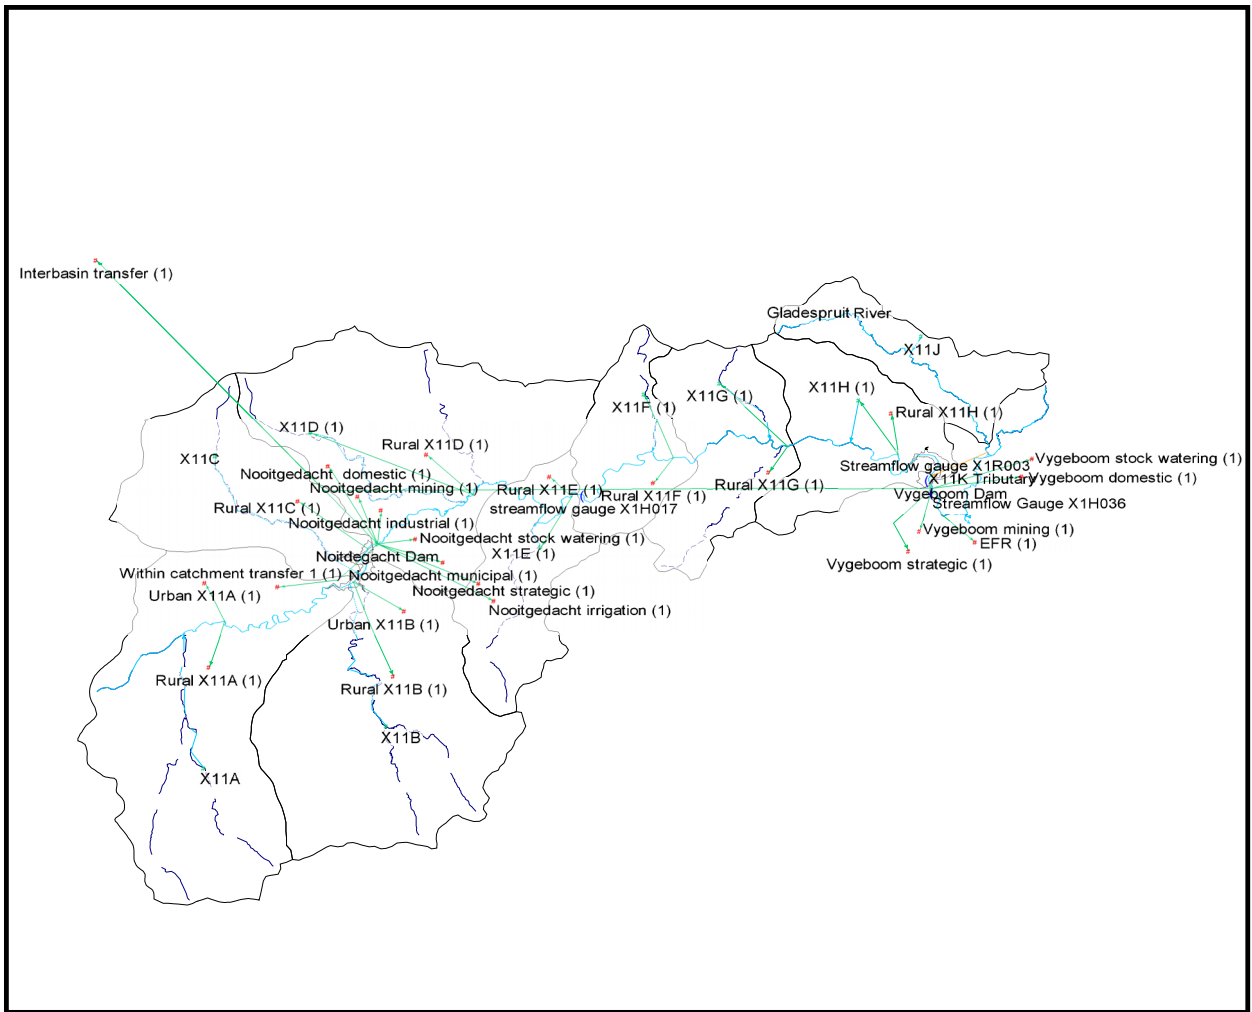 Interbasin transfer (1)
Gladespruit River
X11J
X11H (1)
X11G (1)
X11F (1)
Rural X11H (1)
X11D (1)
Rural X11D (1)
X11C
Nooitgedacht domestic (1)
Nooitgedacht mining (1)
Rural X11E (1)
Rural X11F (1)
Rural X11G (1)
Streamflow gauge X1R003
Vygeboom stock watering (1)
X11K Tributary
Vygeboom domestic (1)
Vygeboom Dam
Streamflow Gauge X1H036
Rural X11C (1)
streamflow gauge X1H017
Nooitgedacht industrial (1)
Nooitgedacht stock watering (1)
Vygeboom mining (1)
EFR (1)
Noitdegacht Dam
X11E (1)
Vygeboom strategic (1)
Within catchment transfer 1 (1)
Nooitgedacht municipal (1)
Urban X11A (1)
Nooitgedacht strategic (1)
Nooitgedacht irrigation (1)
Urban X11B (1)
Rural X11A (1)
Rural X11B (1)
X11B
X11A